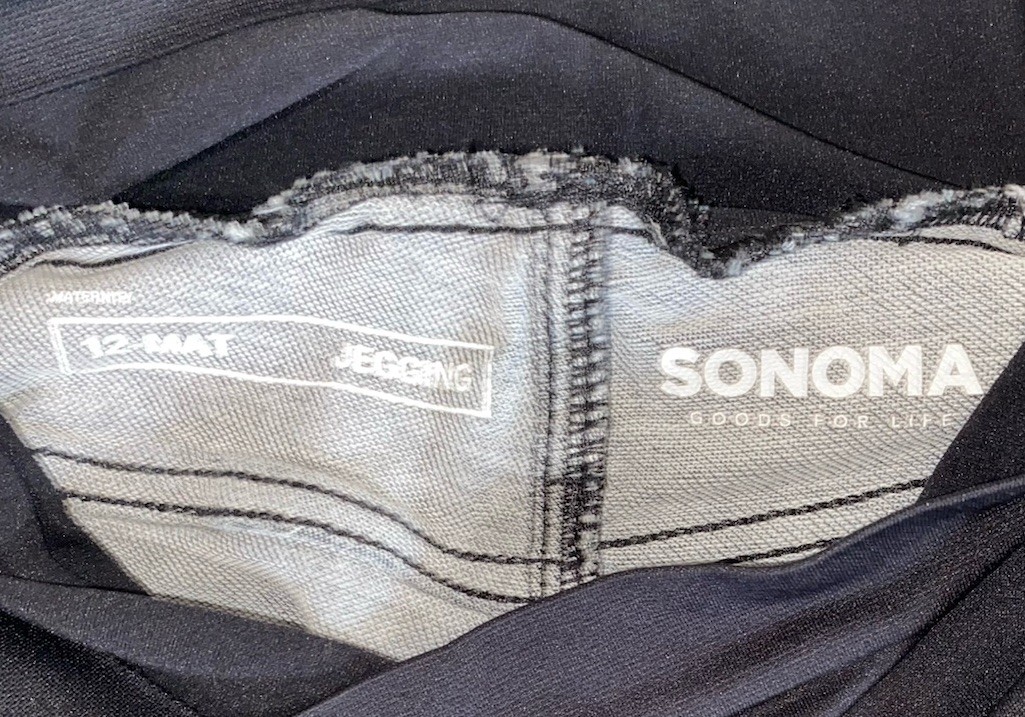 MATERNITY
12-MAT JEGGING
SONOMA
GOODS FOR LIFE